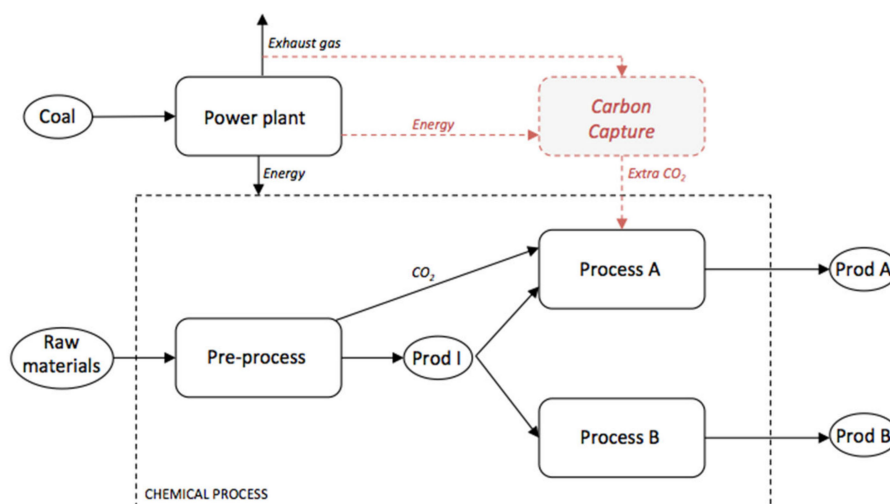 Exhaust gas
Coal
Power plant
Energy
Carbon
Capture
Energy
Extra CO₂
CO₂
Process A
Prod A
Raw
materials
Pre-process
Prod I
Process B
Prod B
CHEMICAL PROCESS